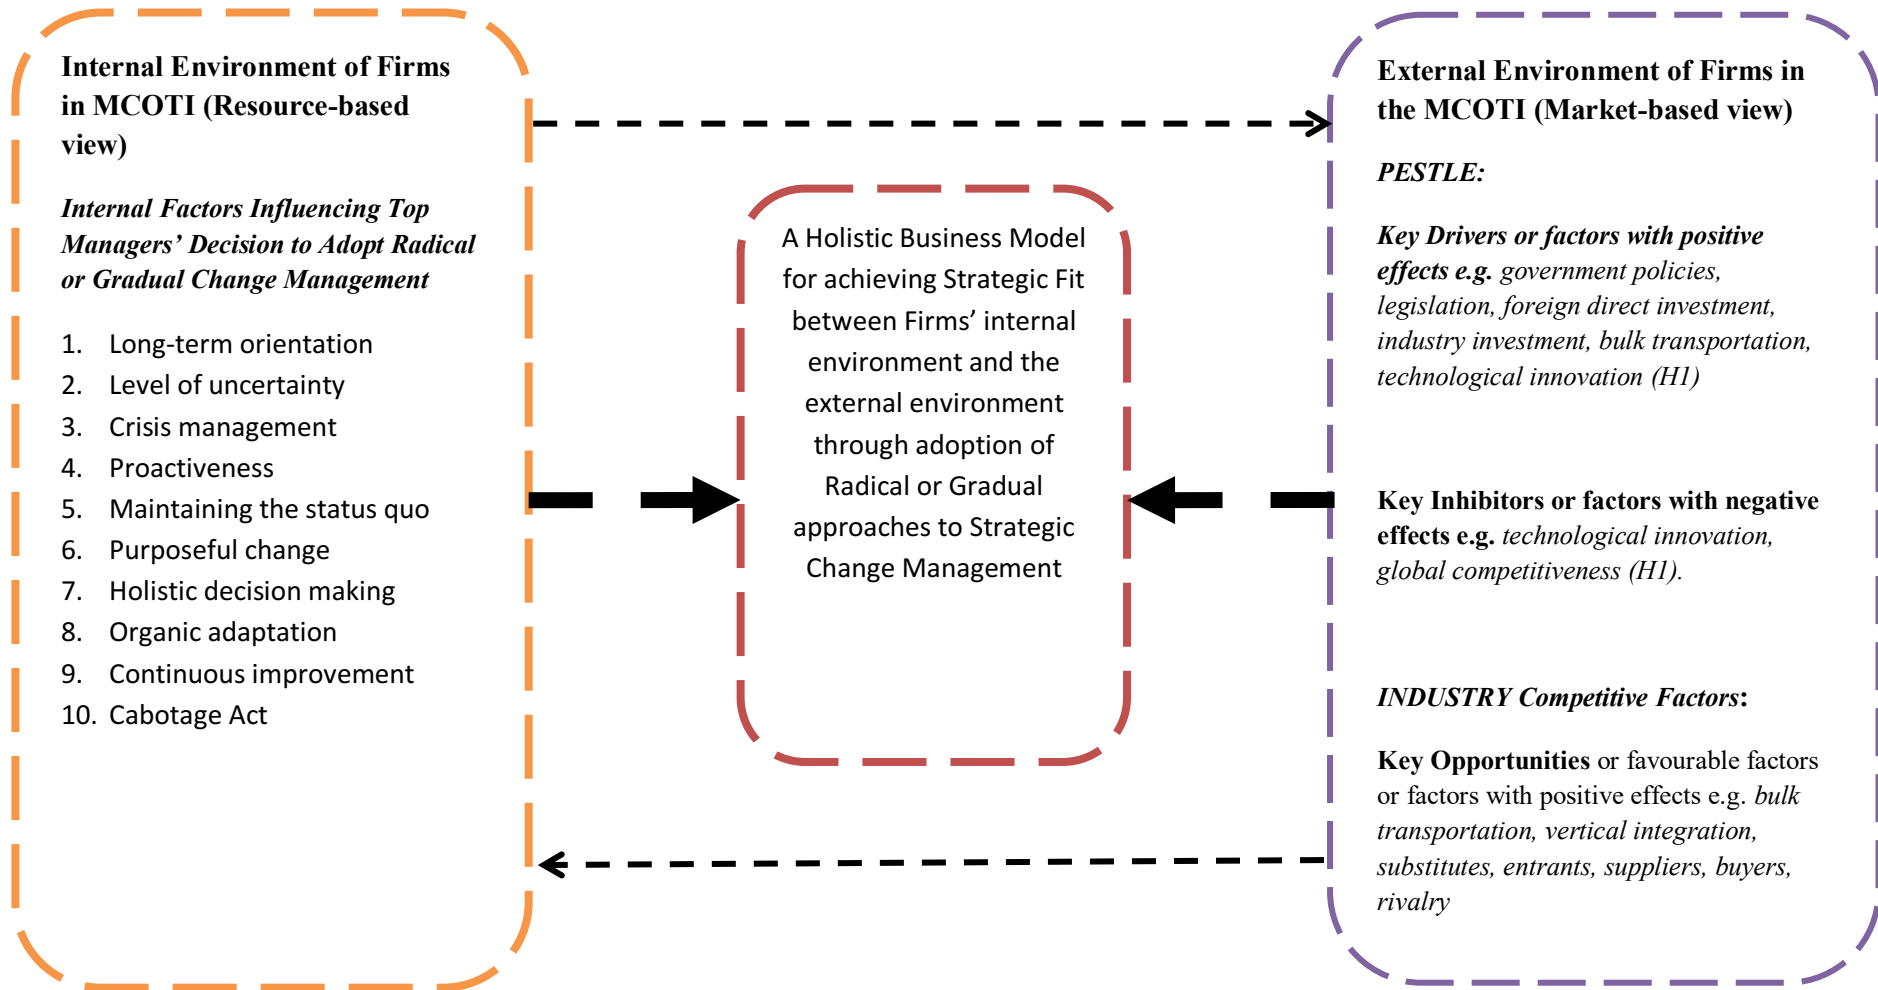 Internal Environment of Firms
in MCOTI (Resource-based
view)
Internal Factors Influencing Top
Managers’ Decision to Adopt Radical
or Gradual Change Management
1. Long-term orientation
2. Level of uncertainty
3. Crisis management
4. Proactiveness
5. Maintaining the status quo
6. Purposeful change
7. Holistic decision making
8. Organic adaptation
9. Continuous improvement
10. Cabotage Act
A Holistic Business Model
for achieving Strategic Fit
between Firms’ internal
environment and the
external environment
through adoption of
Radical or Gradual
approaches to Strategic
Change Management
External Environment of Firms in
the MCOTI (Market-based view)
PESTLE:
Key Drivers or factors with positive
effects e.g. government policies,
legislation, foreign direct investment,
industry investment, bulk transportation,
technological innovation (H1)
Key Inhibitors or factors with negative
effects e.g. technological innovation,
global competitiveness (H1).
INDUSTRY Competitive Factors:
Key Opportunities or favourable factors
or factors with positive effects e.g. bulk
transportation, vertical integration,
substitutes, entrants, suppliers, buyers,
rivalry